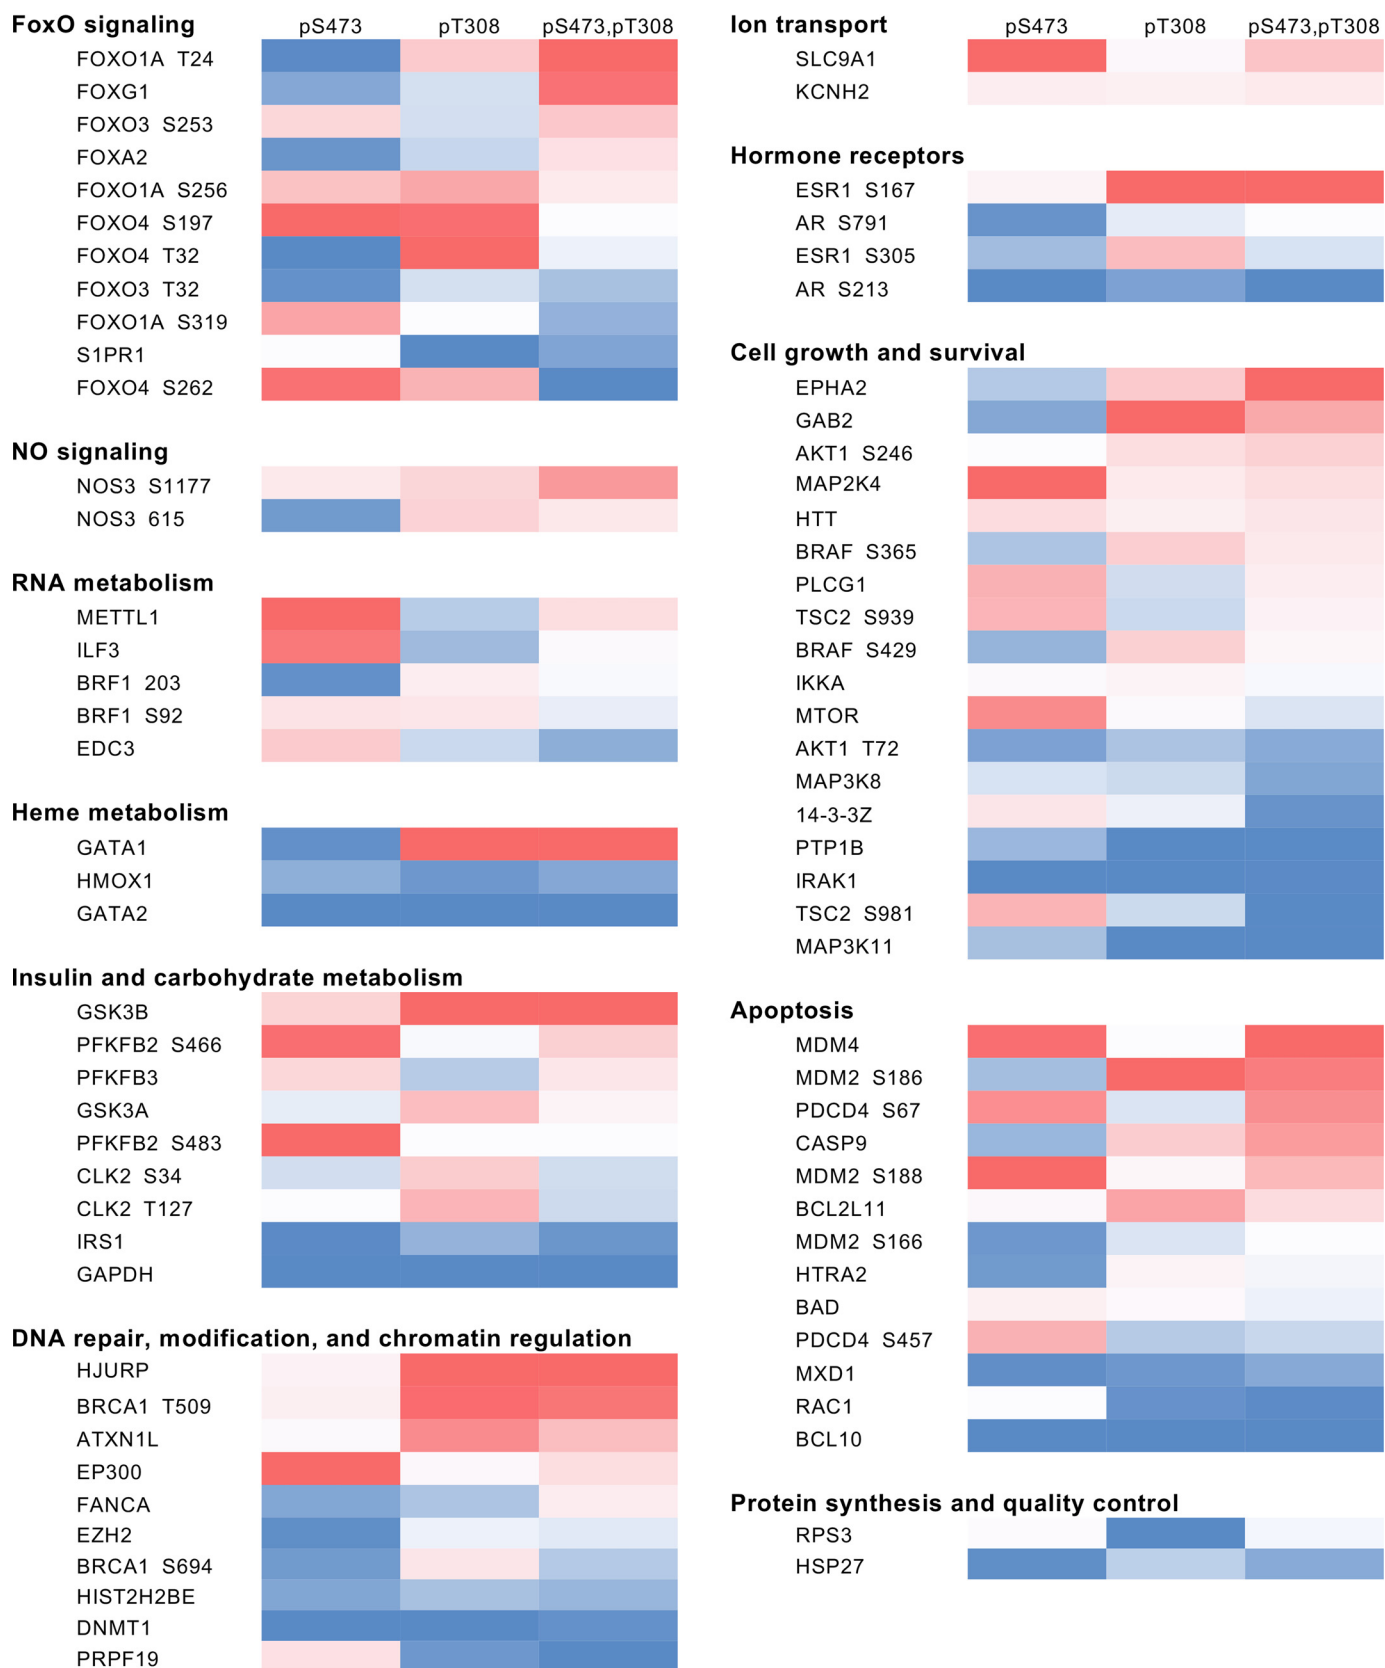 FoxO signaling pS473 pT308 pS473,pT308
FOXO1A T24
FOXG1
FOXO3 S253
FOXA2
FOXO1A S256
FOXO4 S197
FOXO4 T32
FOXO3 T32
FOXO1A S319
S1PR1
FOXO4 S262
NO signaling
NOS3 S1177
NOS3 615
RNA metabolism
METTL1
ILF3
BRF1 203
BRF1 S92
EDC3
Heme metabolism
GATA1
HMOX1
GATA2
Insulin and carbohydrate metabolism
GSK3B
PFKFB2 S466
PFKFB3
GSK3A
PFKFB2 S483
CLK2 S34
CLK2 T127
IRS1
GAPDH
DNA repair, modification, and chromatin regulation
HJURP
BRCA1 T509
ATXN1L
EP300
FANCA
EZH2
BRCA1 S694
HIST2H2BE
DNMT1
PRPF19
Ion transport pS473 pT308 pS473,pT308
SLC9A1
KCNH2
Hormone receptors
ESR1 S167
AR S791
ESR1 S305
AR S213
Cell growth and survival
EPHA2
GAB2
AKT1 S246
MAP2K4
HTT
BRAF S365
PLCG1
TSC2 S939
BRAF S429
IKKA
MTOR
AKT1 T72
MAP3K8
14-3-3Z
PTP1B
IRAK1
TSC2 S981
MAP3K11
Apoptosis
MDM4
MDM2 S186
PDCD4 S67
CASP9
MDM2 S188
BCL2L11
MDM2 S166
HTRA2
BAD
PDCD4 S457
MXD1
RAC1
BCL10
Protein synthesis and quality control
RPS3
HSP27